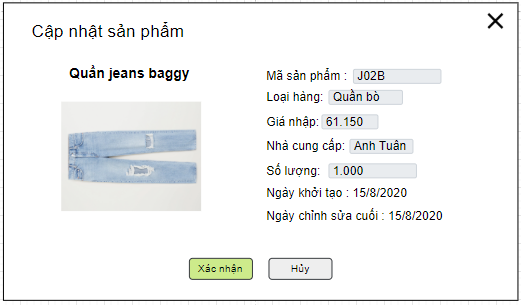 Cập nhật sản phẩm
Quần jeans baggy
Mã sản phẩm : J02B
Loại hàng: Quần bò
Giá nhập: 61.150
Nhà cung cấp: Anh Tuân
Số lượng: 1.000
Ngày khởi tạo : 15/8/2020
Ngày chỉnh sửa cuối : 15/8/2020
Xác nhận
Hủy